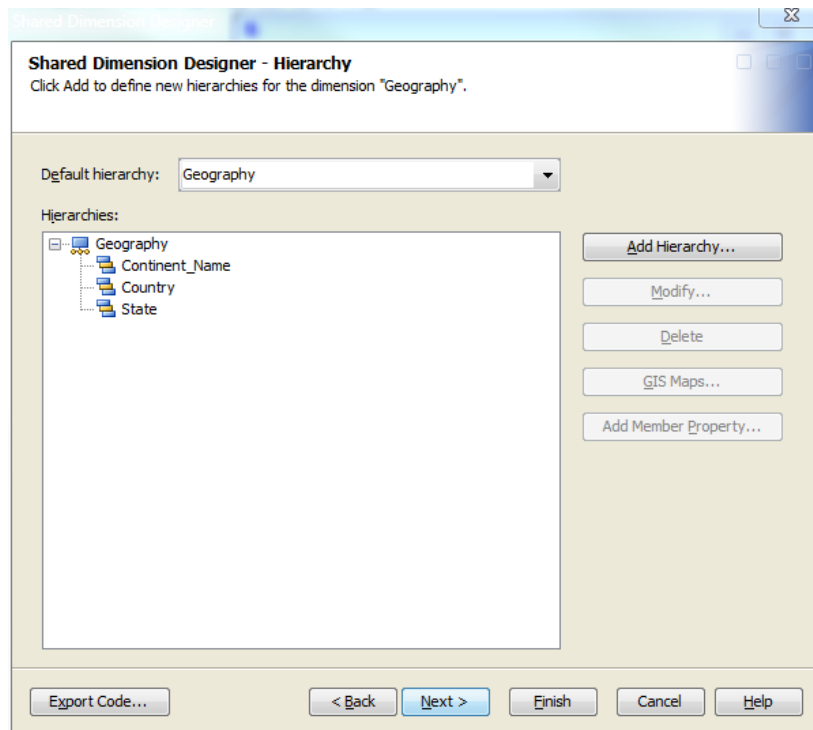 Shared Dimension Designer
Shared Dimension Designer - Hierarchy
Click Add to define new hierarchies for the dimension "Geography".
Default hierarchy: Geography
Hierarchies:
Geography
Continent_Name
Country
State
Add Hierarchy...
Modify...
Delete
GIS Maps...
Add Member Property...
Export Code... < Back Next > Finish Cancel Help